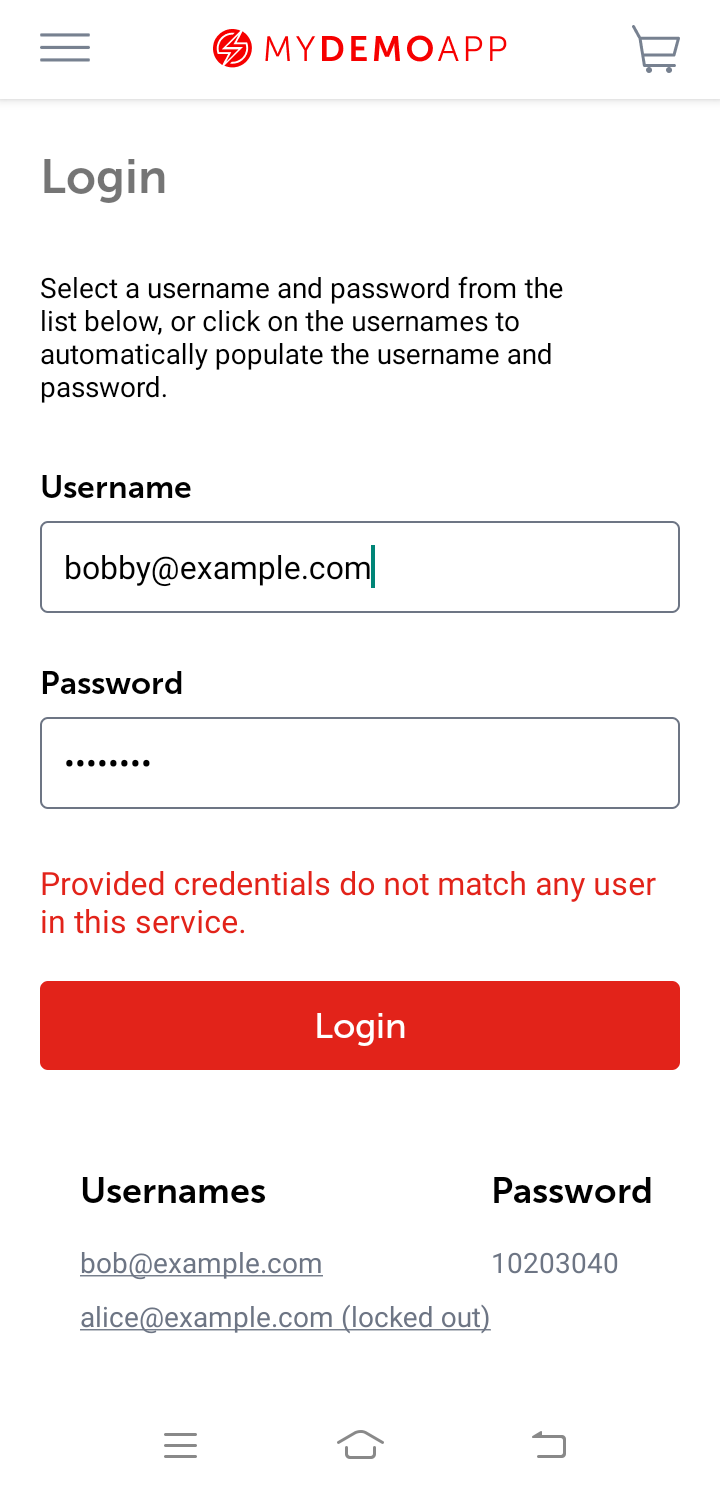 MYDEMOAPP
Login
Select a username and password from the
list below, or click on the usernames to
automatically populate the username and
password.
Username
bobby@example.com
Password
••••••••
Provided credentials do not match any user
in this service.
Login
Usernames Password
bob@example.com 10203040
alice@example.com (locked out)